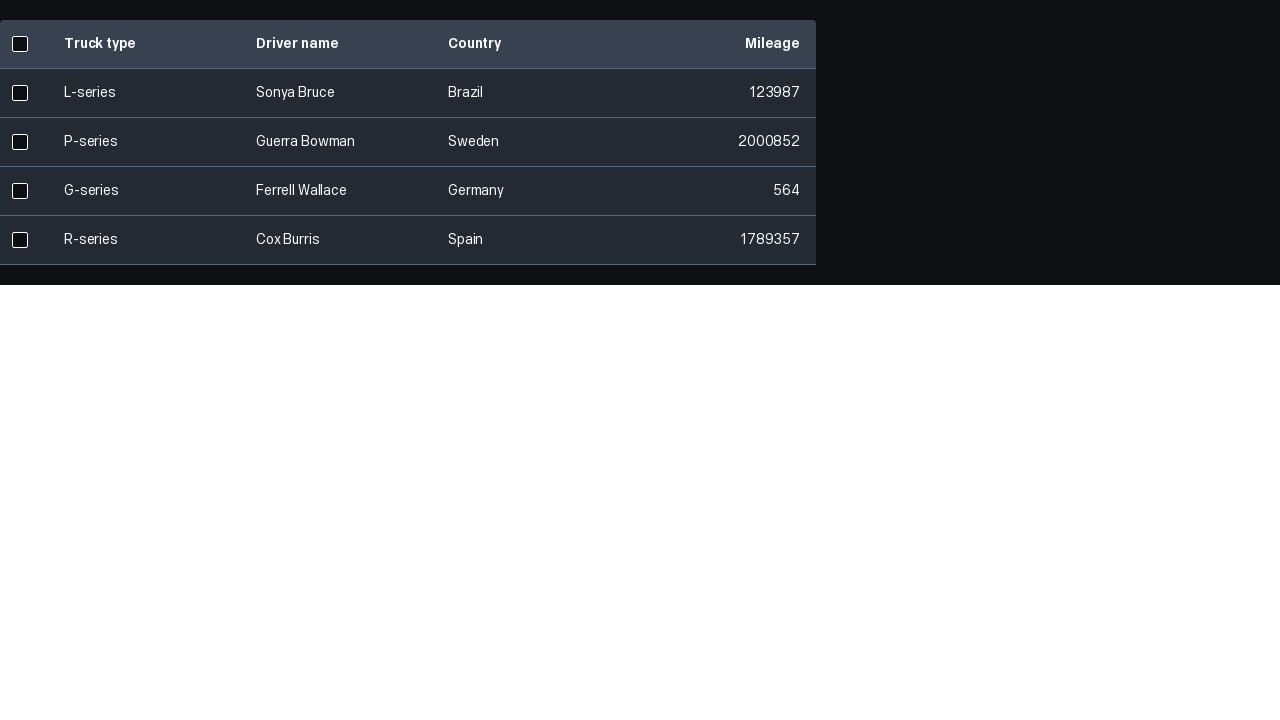 Truck type Driver name Country Mileage
L-series Sonya Bruce Brazil 123987
P-series Guerra Bowman Sweden 2000852
G-series Ferrell Wallace Germany 564
R-series Cox Burris Spain 1789357